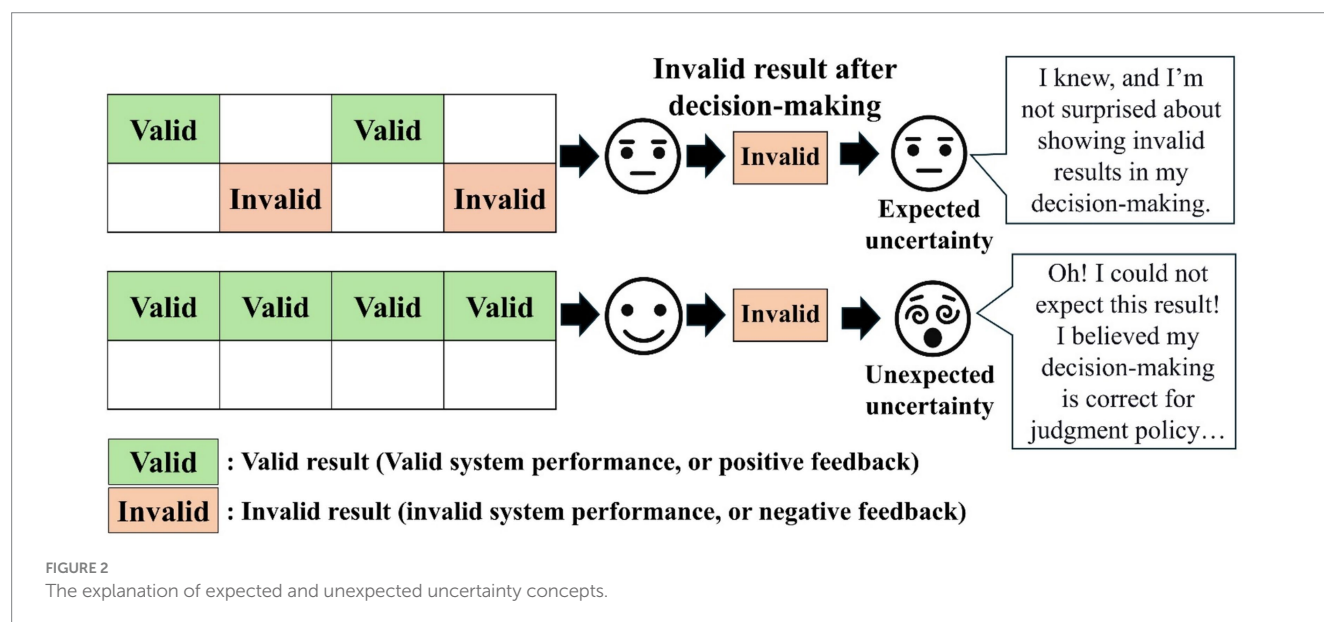 Invalid result after
decision-making
Valid Valid
Invalid Invalid
Invalid
Expected
uncertainty
I knew, and I’m
not surprised about
showing invalid
results in my
decision-making.
Valid Valid Valid Valid
Invalid
Unexpected
uncertainty
Oh! I could not
expect this result!
I believed my
decision-making
is correct for
judgment policy…
Valid : Valid result (Valid system performance, or positive feedback)
Invalid : Invalid result (invalid system performance, or negative feedback)
FIGURE 2
The explanation of expected and unexpected uncertainty concepts.